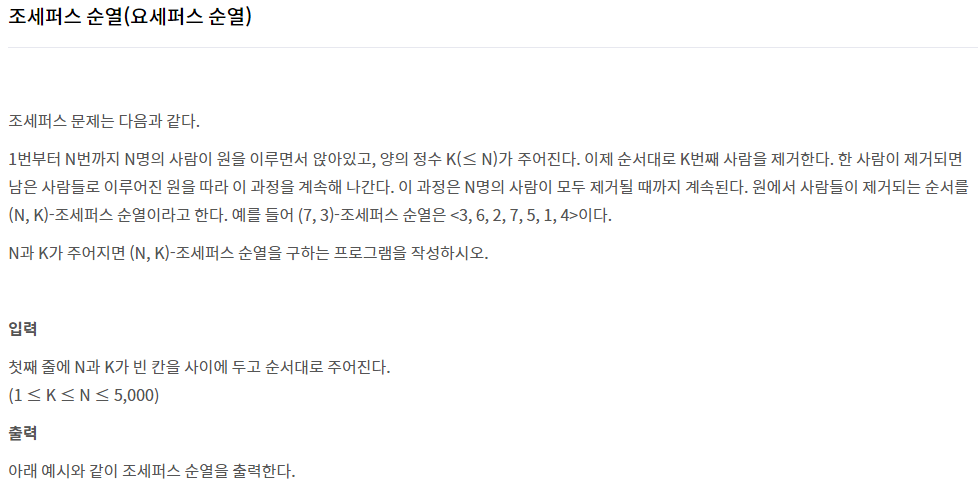 조세퍼스 순열(요세퍼스 순열)
조세퍼스 문제는 다음과 같다.
1번부터 N번까지 N명의 사람이 원을 이루면서 앉아있고, 양의 정수 K(≤ N)가 주어진다. 이제 순서대로 K번째 사람을 제거한다. 한 사람이 제거되면
남은 사람들로 이루어진 원을 따라 이 과정을 계속해 나간다. 이 과정은 N명의 사람이 모두 제거될 때까지 계속된다. 원에서 사람들이 제거되는 순서를
(N, K)-조세퍼스 순열이라고 한다. 예를 들어 (7, 3)-조세퍼스 순열은 <3, 6, 2, 7, 5, 1, 4>이다.
N과 K가 주어지면 (N, K)-조세퍼스 순열을 구하는 프로그램을 작성하시오.
입력
첫째 줄에 N과 K가 빈 칸을 사이에 두고 순서대로 주어진다.
(1 ≤ K ≤ N ≤ 5,000)
출력
아래 예시와 같이 조세퍼스 순열을 출력한다.